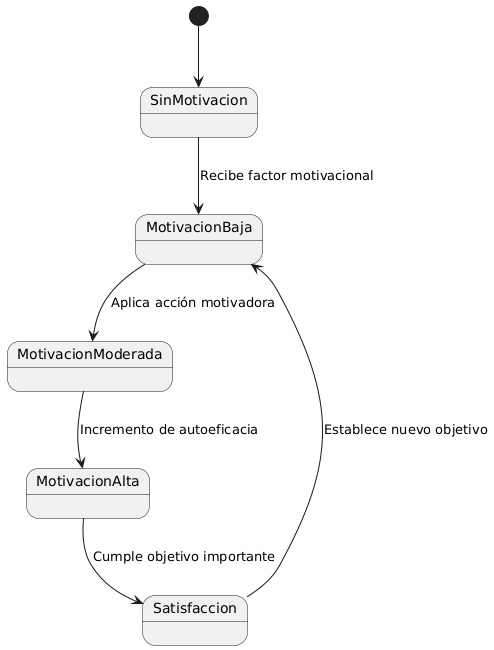 SinMotivacion
Recibe factor motivacional
MotivacionBaja
Aplica acción motivadora
MotivacionModerada
Incremento de autoeficacia
Establece nuevo objetivo
MotivacionAlta
Cumple objetivo importante
Satisfaccion